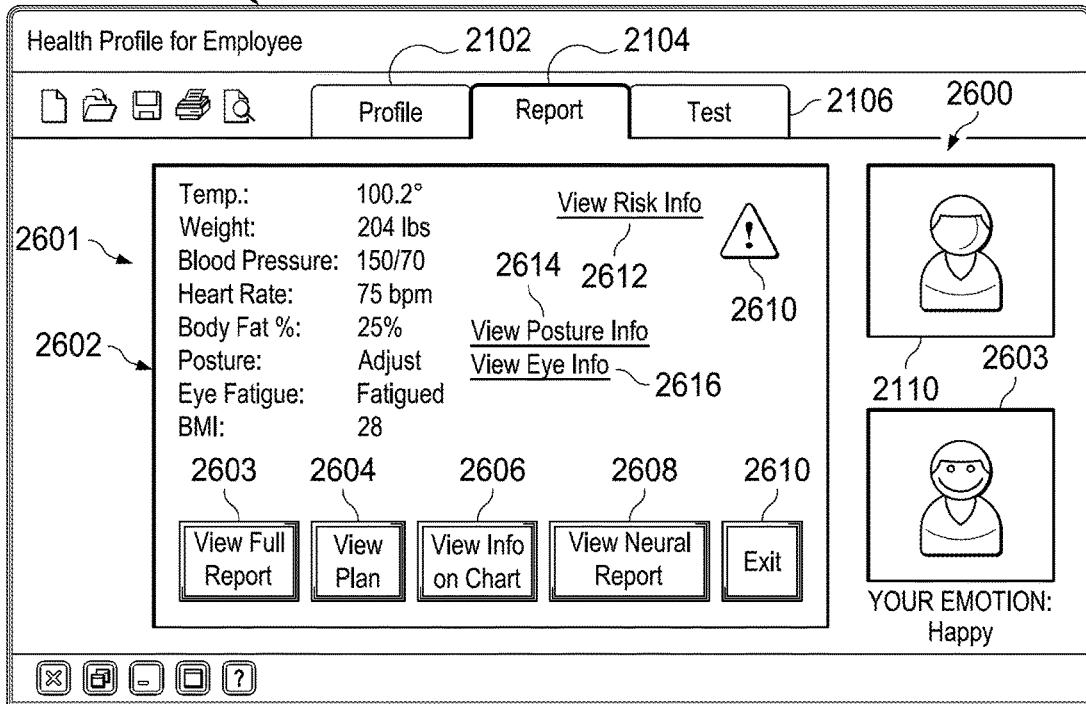 Health Profile for Employee
2102
2104
Profile
Report
Test
2106
2600
2601
2602
Temp.: 100.2°
Weight: 204 lbs
Blood Pressure: 150/70
Heart Rate: 75 bpm
Body Fat %: 25%
Posture: Adjust
Eye Fatigue: Fatigued
BMI: 28
View Risk Info
2612
!
2610
2614
View Posture Info
View Eye Info
2616
2110
2603
2603
2604
2606
2608
2610
View Full
Report
View
Plan
View Info
on Chart
View Neural
Report
Exit
YOUR EMOTION:
Happy
?